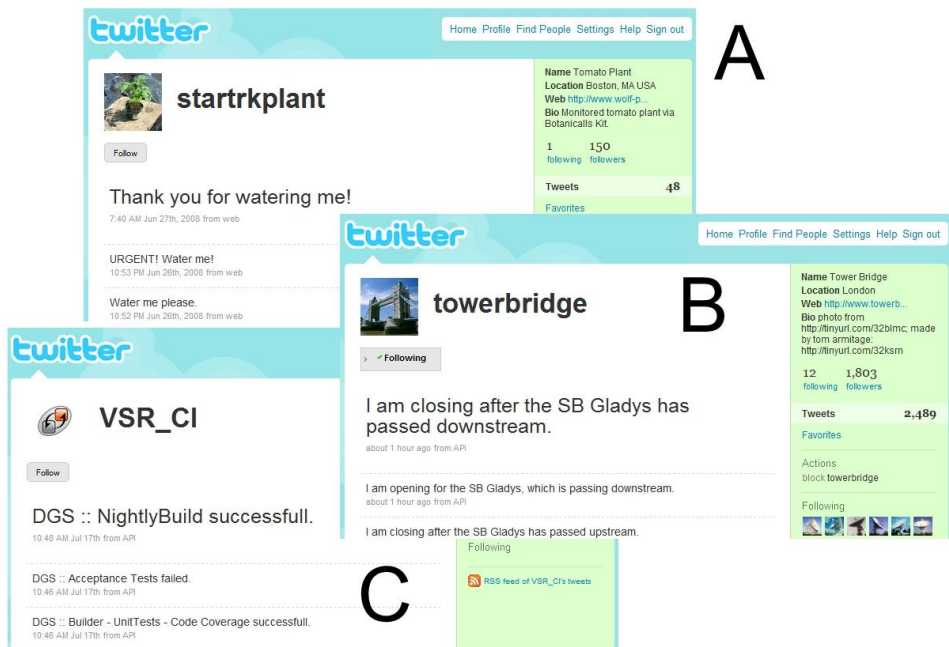 twitter
Home Profile Find People Settings Help Sign out
A
startrkplant
Follow
Thank you for watering me!
7:40 AM Jun 27th, 2008 from web
URGENT! Water me!
10:53 PM Jun 26th, 2008 from web
Water me please.
10:52 PM Jun 26th, 2008 from web
Name Tomato Plant
Location Boston, MA USA
Web http://www.wolf-p...
Bio Monitored tomato plant via
Botanicalls Kit.
1 150
following followers
Tweets 48
Favorites
twitter
Home Profile Find People Settings Help Sign out
B
towerbridge
Following
I am closing after the SB Gladys has
passed downstream.
about 1 hour ago from API
I am opening for the SB Gladys, which is passing downstream.
about 1 hour ago from API
I am closing after the SB Gladys has passed upstream.
Name Tower Bridge
Location London
Web http://www.towerb...
Bio photo from
http://tinyurl.com/32blmc; made
by tom armitage:
http://tinyurl.com/32ksrn
12 1,803
following followers
Tweets 2,489
Favorites
Actions
block towerbridge
Following
twitter
VSR_CI
Follow
DGS :: NightlyBuild successfull.
10:48 AM Jul 17th from API
DGS :: Acceptance Tests failed.
10:46 AM Jul 17th from API
DGS :: Builder - UnitTests - Code Coverage successfull.
10:46 AM Jul 17th from API
C
Following
RSS feed of VSR_CI's tweets